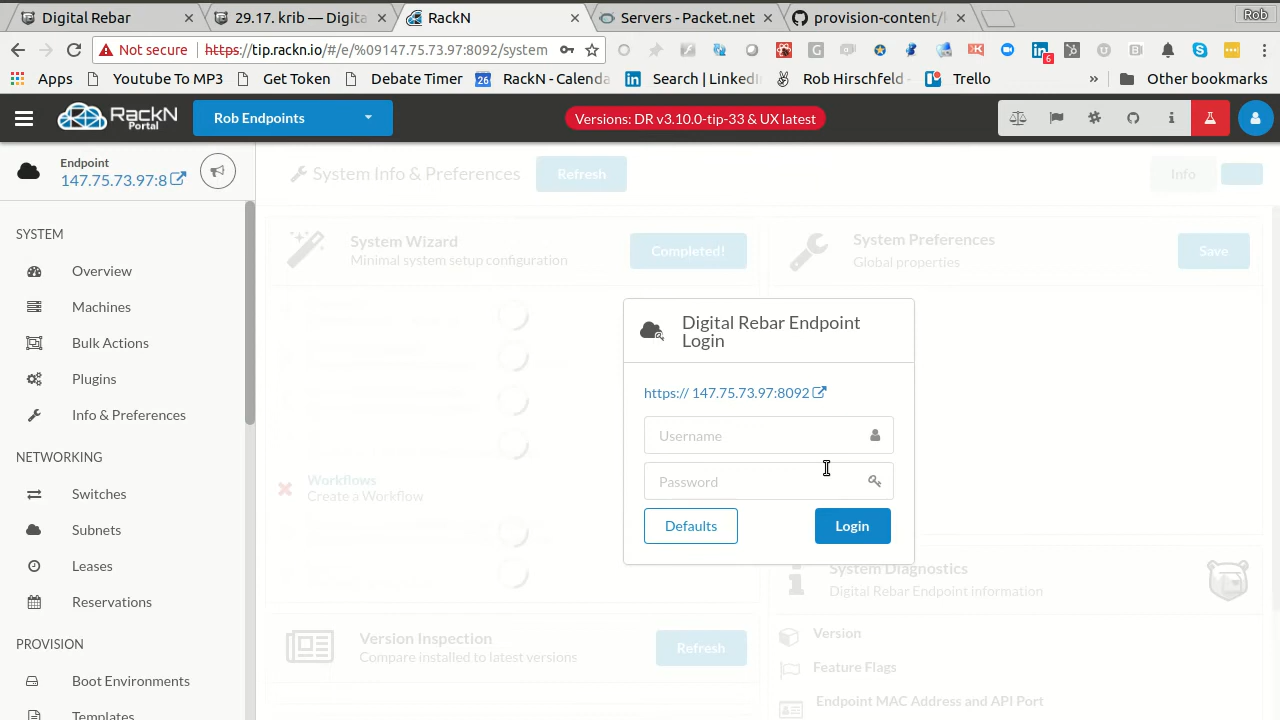 Digital Rebar
29.17. krib — Digita
RackN
Servers - Packet.net
provision-content/k
Rob
Not secure
https://tip.rackn.io/#/e/%09147.75.73.97:8092/system
6
Apps
Youtube To MP3
Get Token
Debate Timer
26
RackN - Calenda
Search | LinkedI
Rob Hirschfeld -
Trello
»
Other bookmarks
RackN
Portal
Rob Endpoints
Versions: DR v3.10.0-tip-33 & UX latest
Endpoint
147.75.73.97:8
System Info & Preferences
Refresh
Info
SYSTEM
Overview
Machines
Bulk Actions
Plugins
Info & Preferences
NETWORKING
Switches
Subnets
Leases
Reservations
PROVISION
Boot Environments
Templates
System Wizard
Minimal system setup configuration
Completed!
System Preferences
Global properties
Save
Workflows
Create a Workflow
Digital Rebar Endpoint
Login
https:// 147.75.73.97:8092
Username
Password
Defaults
Login
System Diagnostics
Digital Rebar Endpoint information
Version Inspection
Compare installed to latest versions
Refresh
Version
Feature Flags
Endpoint MAC Address and API Port